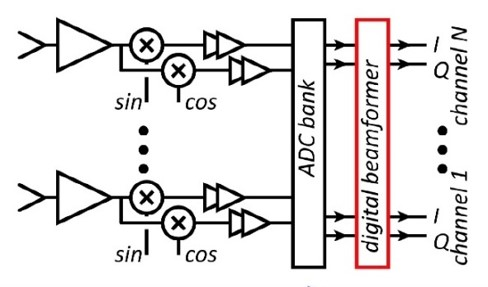 sin
cos
ADC bank
digital beamformer
I
Q
channel N
sin
cos
I
Q
channel 1